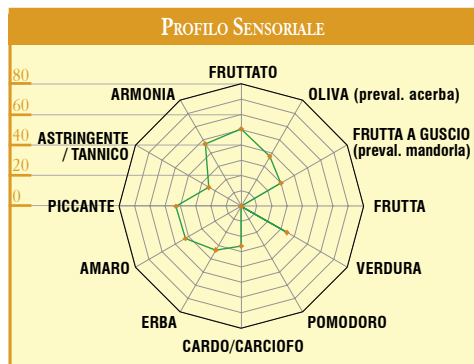 PROFILO SENSORIALE
80
60
40
20
0
FRUTTATO
OLIVA (preval. acerba)
FRUTTA A GUSCIO
(preval. mandorla)
FRUTTA
VERDURA
POMODORO
CARDO/CARCIOFO
ERBA
AMARO
PICCANTE
ASTRINGENTE
/ TANNICO
ARMONIA